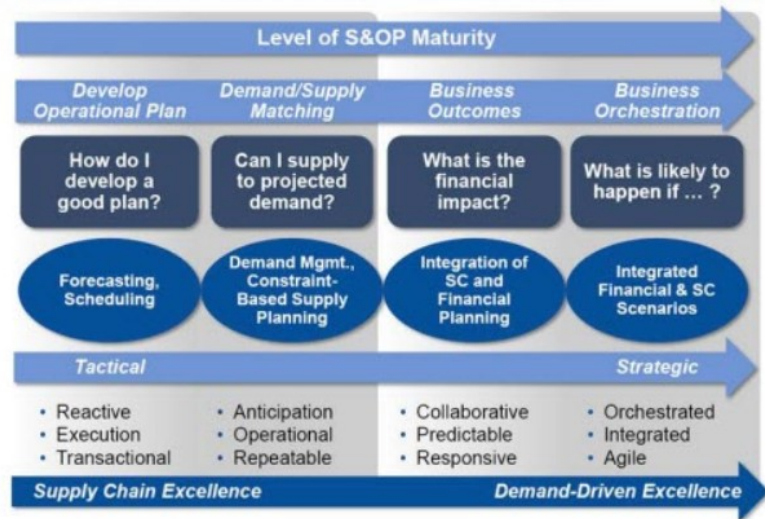 Level of S&OP Maturity
Develop
Operational Plan
Demand/Supply
Matching
Business
Outcomes
Business
Orchestration
How do I
develop a
good plan?
Can I supply
to projected
demand?
What is the
financial
impact?
What is likely to
happen if ... ?
Forecasting,
Scheduling
Demand Mgmt.,
Constraint-
Based Supply
Planning
Integration of
SC and
Financial
Planning
Integrated
Financial & SC
Scenarios
Tactical
Strategic
• Reactive
• Execution
• Transactional
• Anticipation
• Operational
• Repeatable
• Collaborative
• Predictable
• Responsive
• Orchestrated
• Integrated
• Agile
Supply Chain Excellence
Demand-Driven Excellence